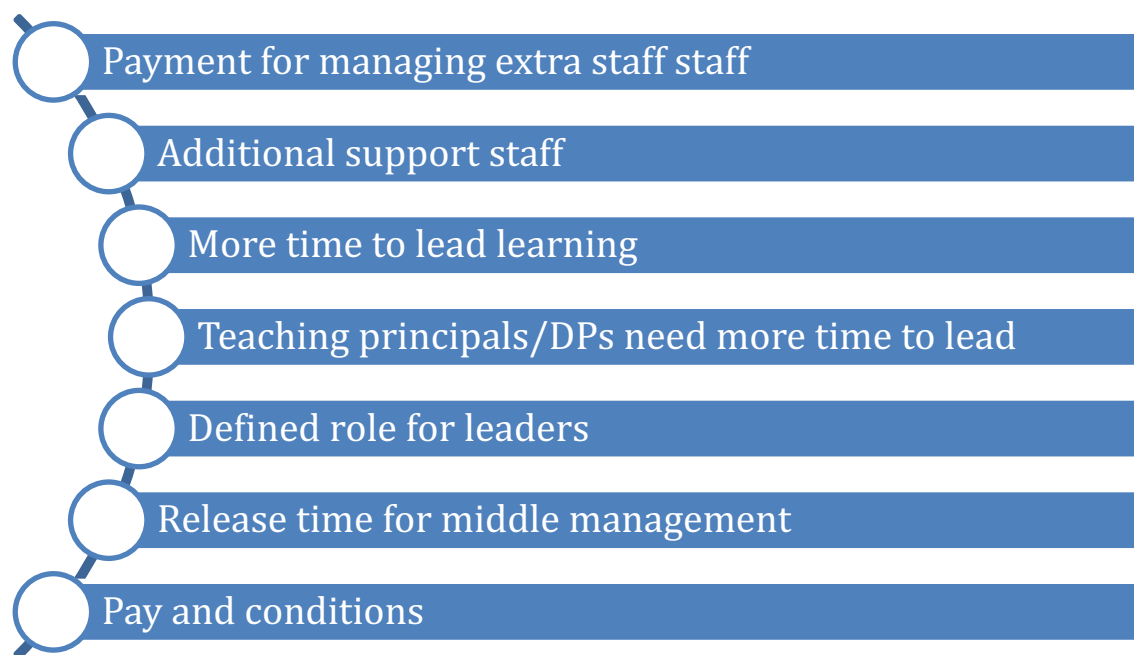 Payment for managing extra staff staff
Additional support staff
More time to lead learning
Teaching principals/DPs need more time to lead
Defined role for leaders
Release time for middle management
Pay and conditions